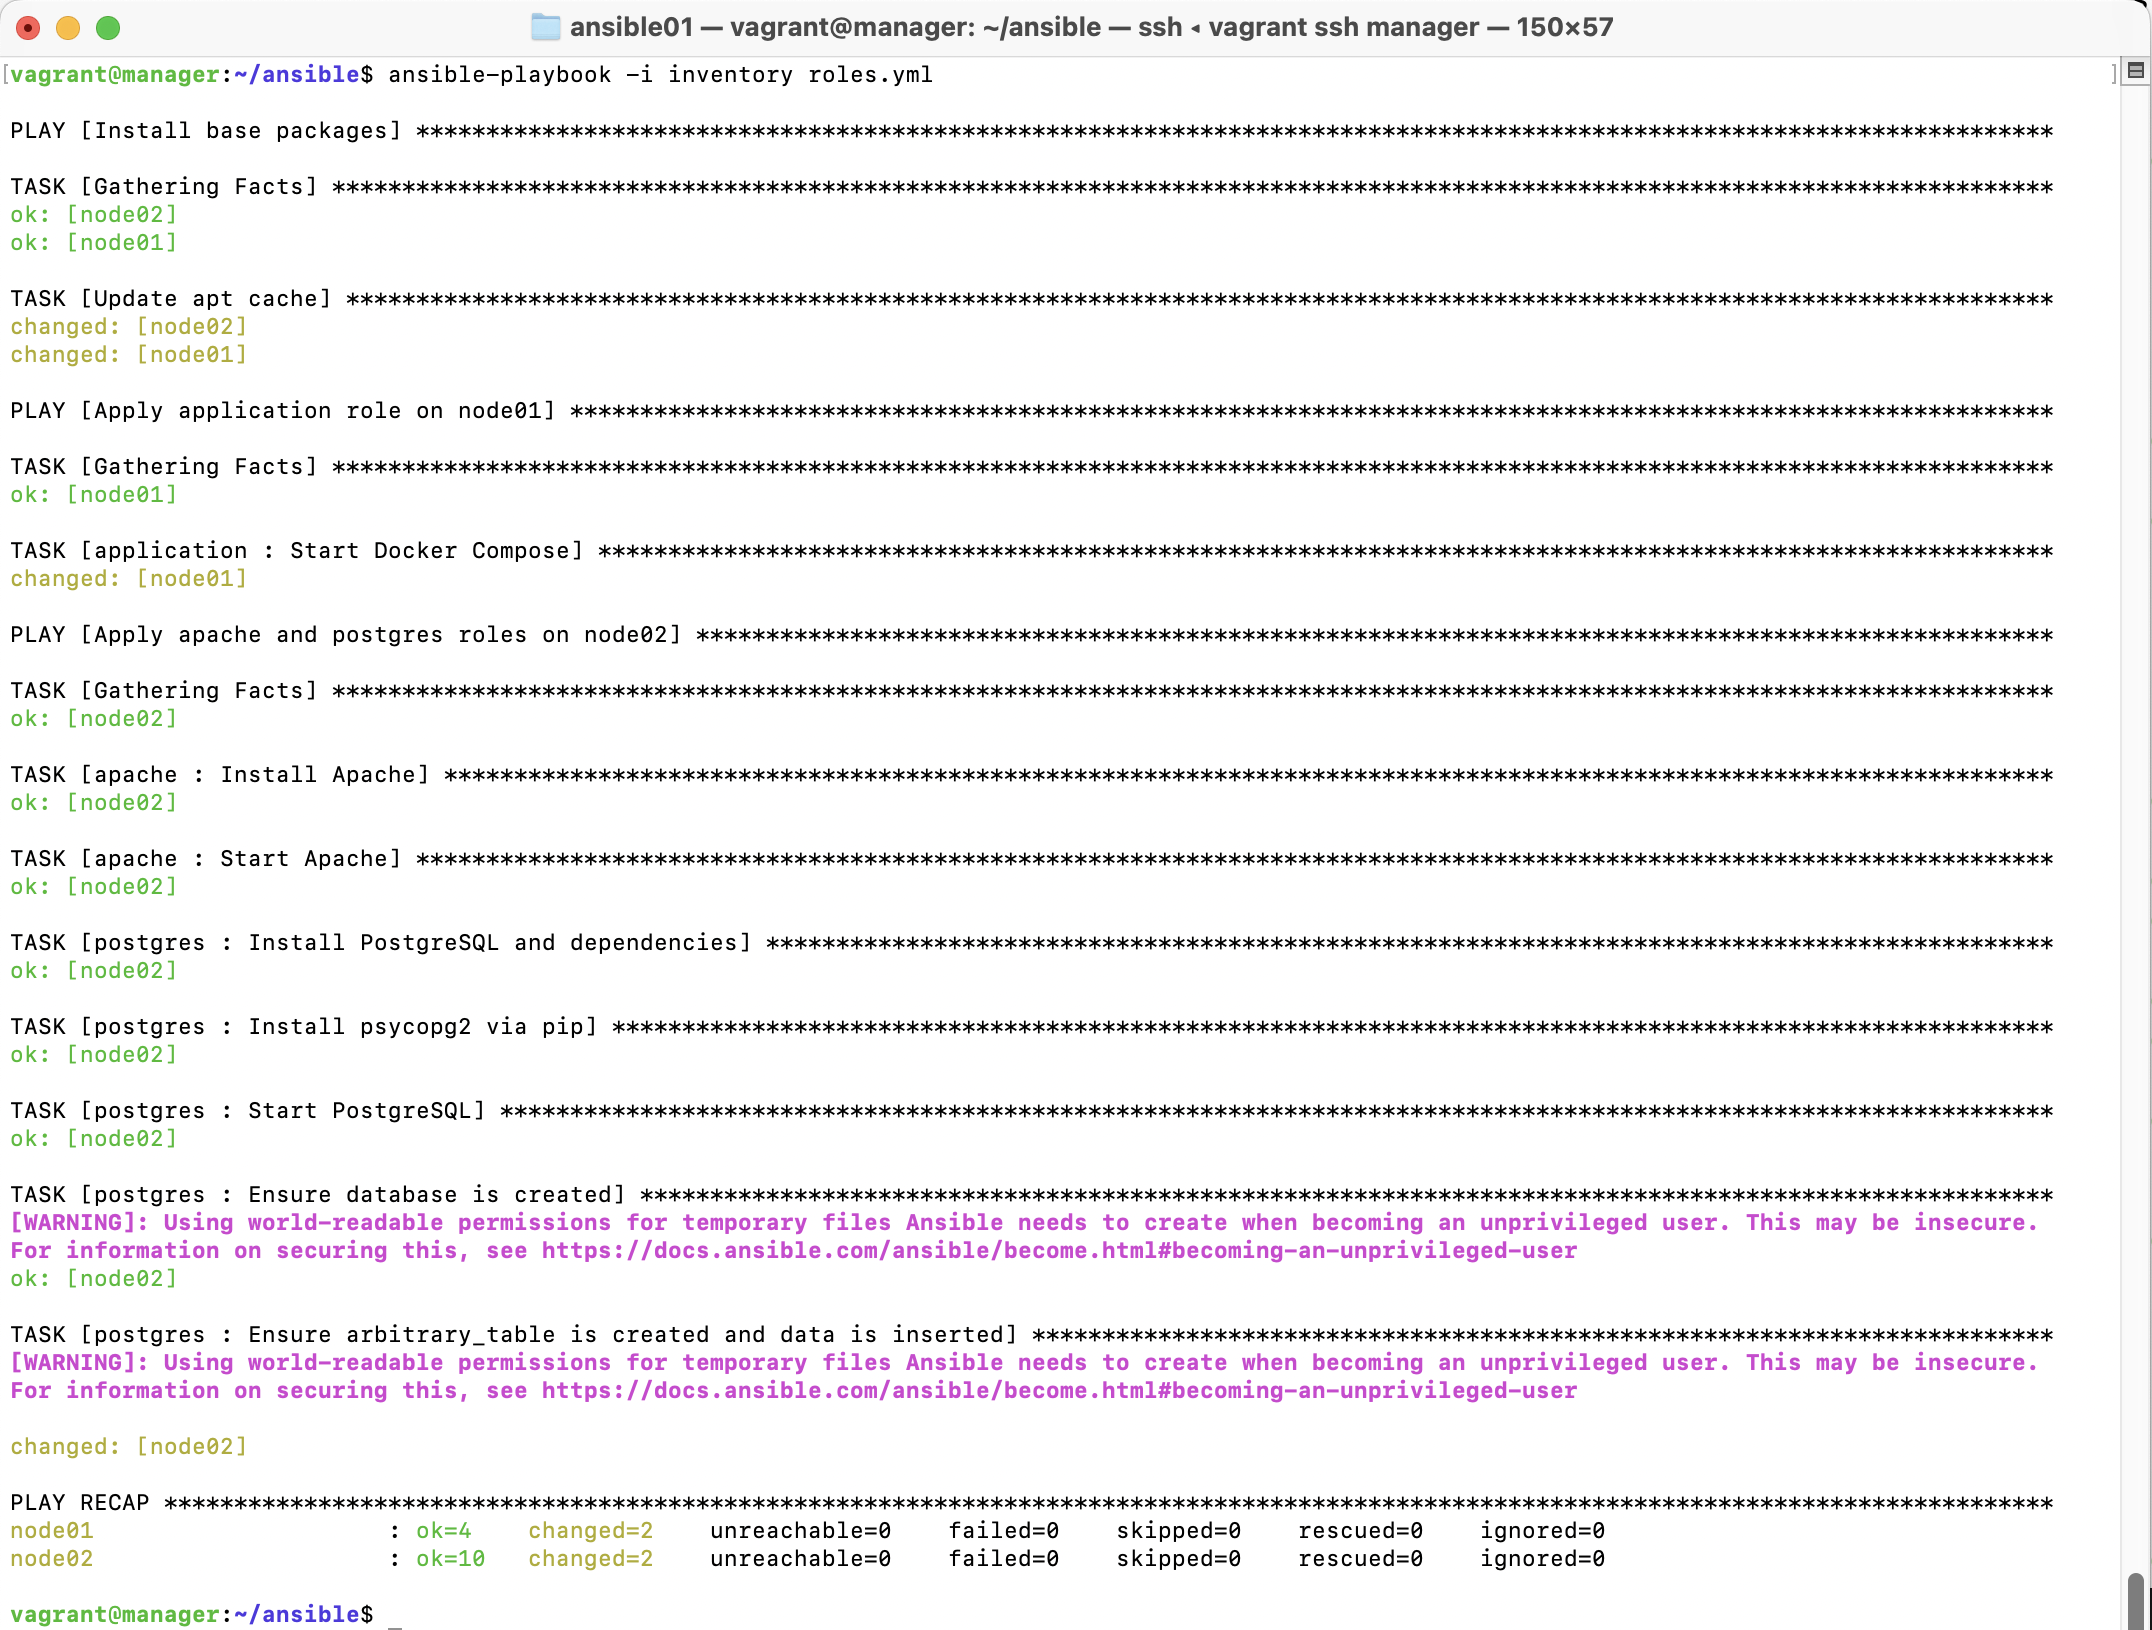 ansible01 — vagrant@manager: ~/ansible — ssh ◂ vagrant ssh manager — 150×57
[vagrant@manager:~/ansible$ ansible-playbook -i inventory roles.yml ]
PLAY [Install base packages] *********************************************************************************************************************
TASK [Gathering Facts] ***************************************************************************************************************************
ok: [node02]
ok: [node01]
TASK [Update apt cache] **************************************************************************************************************************
changed: [node02]
changed: [node01]
PLAY [Apply application role on node01] **********************************************************************************************************
TASK [Gathering Facts] ***************************************************************************************************************************
ok: [node01]
TASK [application : Start Docker Compose] ********************************************************************************************************
changed: [node01]
PLAY [Apply apache and postgres roles on node02] *************************************************************************************************
TASK [Gathering Facts] ***************************************************************************************************************************
ok: [node02]
TASK [apache : Install Apache] *******************************************************************************************************************
ok: [node02]
TASK [apache : Start Apache] *********************************************************************************************************************
ok: [node02]
TASK [postgres : Install PostgreSQL and dependencies] ********************************************************************************************
ok: [node02]
TASK [postgres : Install psycopg2 via pip] *******************************************************************************************************
ok: [node02]
TASK [postgres : Start PostgreSQL] ***************************************************************************************************************
ok: [node02]
TASK [postgres : Ensure database is created] *****************************************************************************************************
[WARNING]: Using world-readable permissions for temporary files Ansible needs to create when becoming an unprivileged user. This may be insecure.
For information on securing this, see https://docs.ansible.com/ansible/become.html#becoming-an-unprivileged-user
ok: [node02]
TASK [postgres : Ensure arbitrary_table is created and data is inserted] *************************************************************************
[WARNING]: Using world-readable permissions for temporary files Ansible needs to create when becoming an unprivileged user. This may be insecure.
For information on securing this, see https://docs.ansible.com/ansible/become.html#becoming-an-unprivileged-user
changed: [node02]
PLAY RECAP ***************************************************************************************************************************************
node01                     : ok=4    changed=2    unreachable=0    failed=0    skipped=0    rescued=0    ignored=0
node02                     : ok=10   changed=2    unreachable=0    failed=0    skipped=0    rescued=0    ignored=0
vagrant@manager:~/ansible$ _